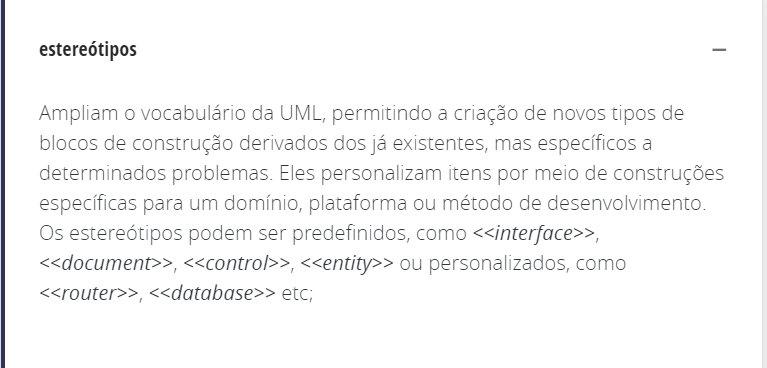 estereótipos
Ampliam o vocabulário da UML, permitindo a criação de novos tipos de
blocos de construção derivados dos já existentes, mas específicos a
determinados problemas. Eles personalizam itens por meio de construções
específicas para um domínio, plataforma ou método de desenvolvimento.
Os estereótipos podem ser predefinidos, como <<interface>>,
<<document>>, <<control>>, <<entity>> ou personalizados, como
<<router>>, <<database>> etc;